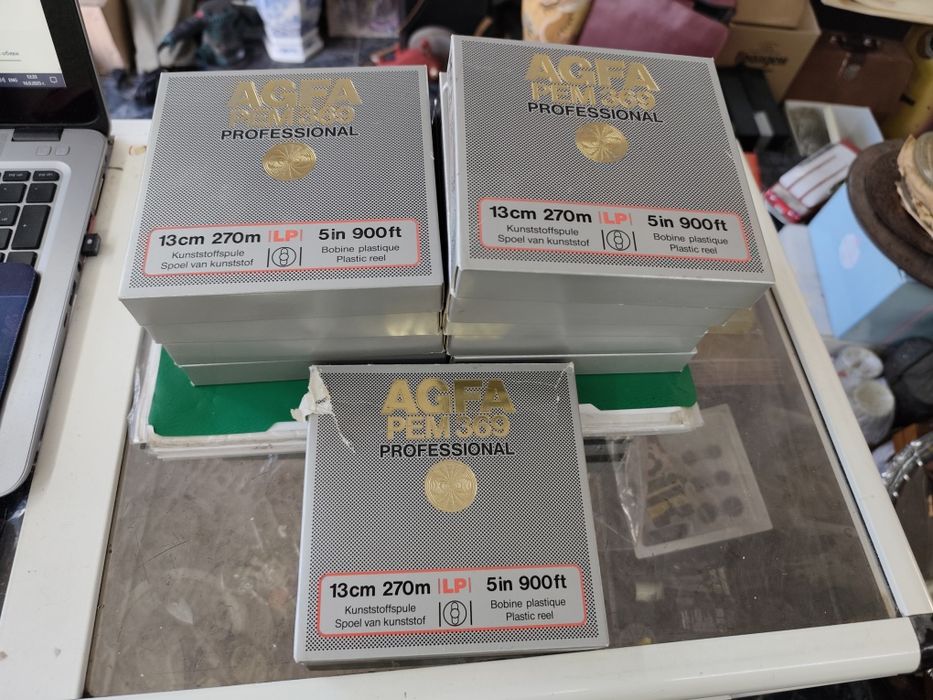 AGFA
PEM 369
PROFESSIONAL
13cm 270m |LP| 5in 900ft
Kunststoffspule
Spoel van kunststof
Bobine plastique
Plastic reel
AGFA
PEM 369
PROFESSIONAL
13cm 270m |LP| 5in 900ft
Kunststoffspule
Spoel van kunststof
Bobine plastique
Plastic reel
AGFA
PEM 369
PROFESSIONAL
13cm 270m |LP| 5in 900ft
Kunststoffspule
Spoel van kunststof
Bobine plastique
Plastic reel